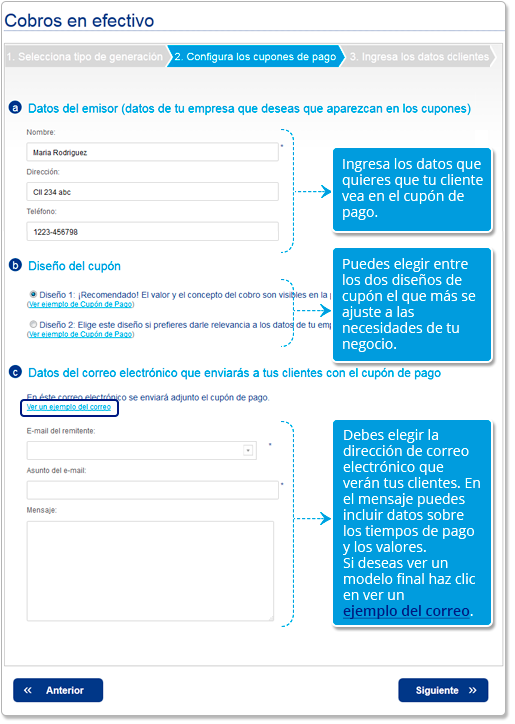 Cobros en efectivo
1. Selecciona tipo de generación
2. Configura los cupones de pago
3. Ingresa los datos dclientes
a Datos del emisor (datos de tu empresa que deseas que aparezcan en los cupones)
Nombre:
Maria Rodriguez *
Dirección:
Cll 234 abc
Teléfono:
1223-456798
Ingresa los datos que
quieres que tu cliente
vea en el cupón de
pago.
b Diseño del cupón
Diseño 1: ¡Recomendado! El valor y el concepto del cobro son visibles en la
(Ver ejemplo de Cupón de Pago)
Diseño 2: Elige este diseño si prefieres darle relevancia a los datos de tu emp
(Ver ejemplo de Cupón de Pago)
Puedes elegir entre
los dos diseños de
cupón el que más se
ajuste a las
necesidades de tu
negocio.
c Datos del correo electrónico que enviarás a tus clientes con el cupón de pago
En éste correo electrónico se enviará adjunto el cupón de pago.
Ver un ejemplo del correo
E-mail del remitente:
*
Asunto del e-mail:
*
Mensaje:
Debes elegir la
dirección de correo
electrónico que
verán tus clientes. En
el mensaje puedes
incluir datos sobre
los tiempos de pago
y los valores.
Si deseas ver un
modelo final haz clic
en ver un
ejemplo del correo.
« Anterior
Siguiente »